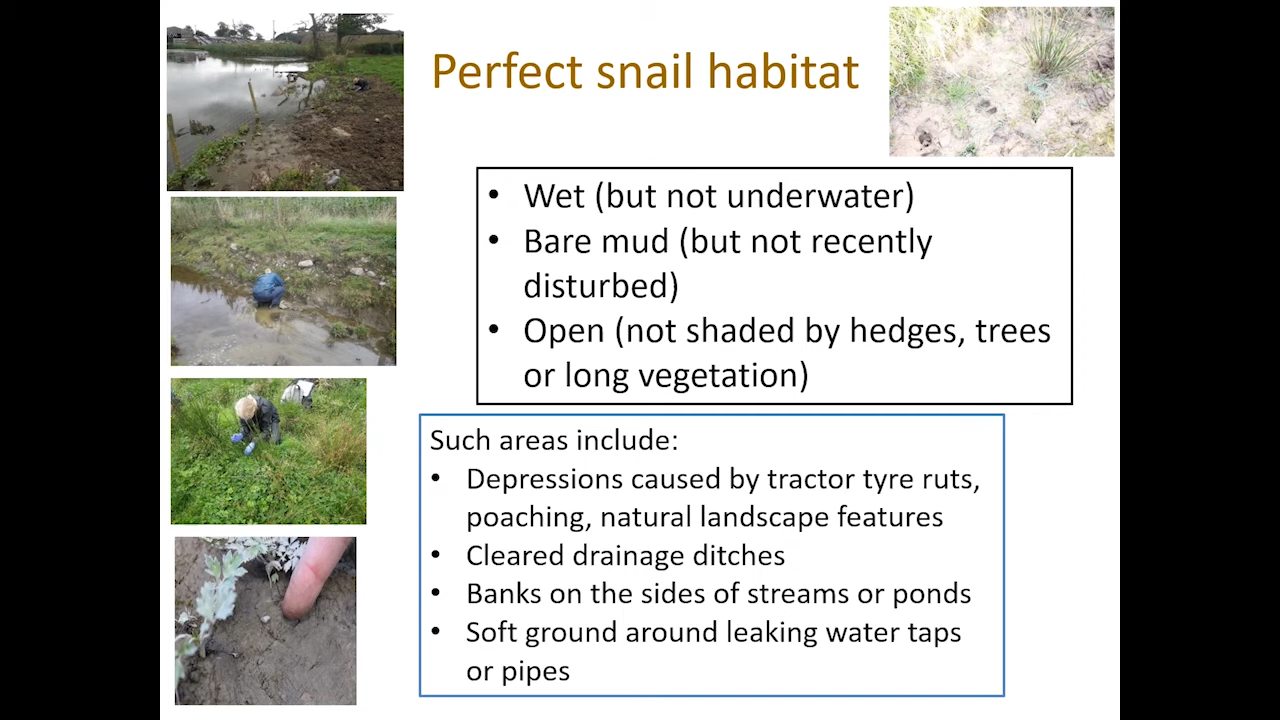 Perfect snail habitat
• Wet (but not underwater)
• Bare mud (but not recently
disturbed)
• Open (not shaded by hedges, trees
or long vegetation)
Such areas include:
• Depressions caused by tractor tyre ruts,
poaching, natural landscape features
• Cleared drainage ditches
• Banks on the sides of streams or ponds
• Soft ground around leaking water taps
or pipes